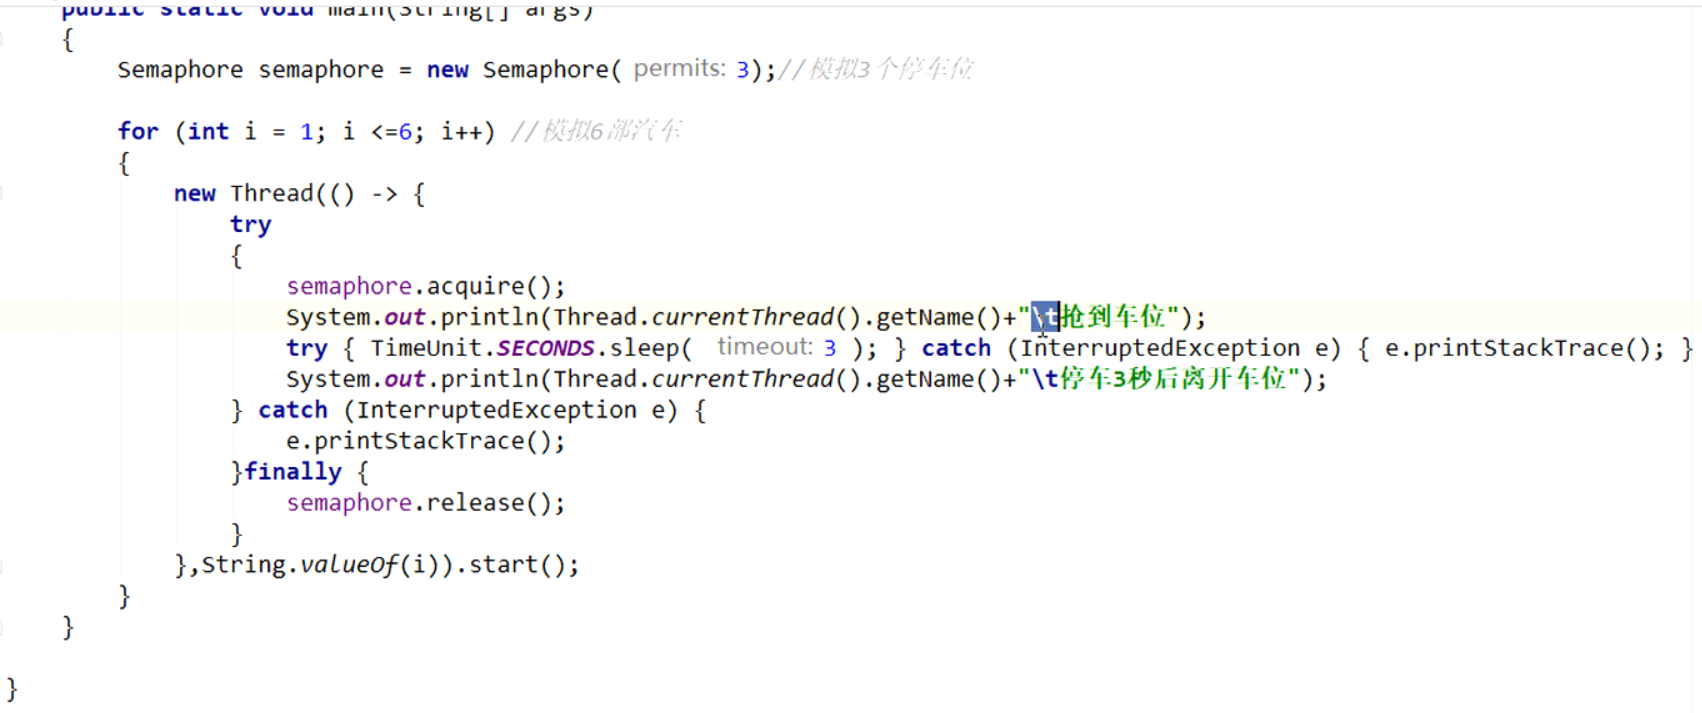 public static void main(String[] args)
{
Semaphore semaphore = new Semaphore( permits: 3);//模拟3个停车位
for (int i = 1; i <=6; i++) //模拟6部汽车
{
new Thread(() -> {
try
{
semaphore.acquire();
System.out.println(Thread.currentThread().getName()+"\t抢到车位");
try { TimeUnit.SECONDS.sleep( timeout: 3 ); } catch (InterruptedException e) { e.printStackTrace(); }
System.out.println(Thread.currentThread().getName()+"\t停车3秒后离开车位");
} catch (InterruptedException e) {
e.printStackTrace();
}finally {
semaphore.release();
}
},String.valueOf(i)).start();
}
}
}